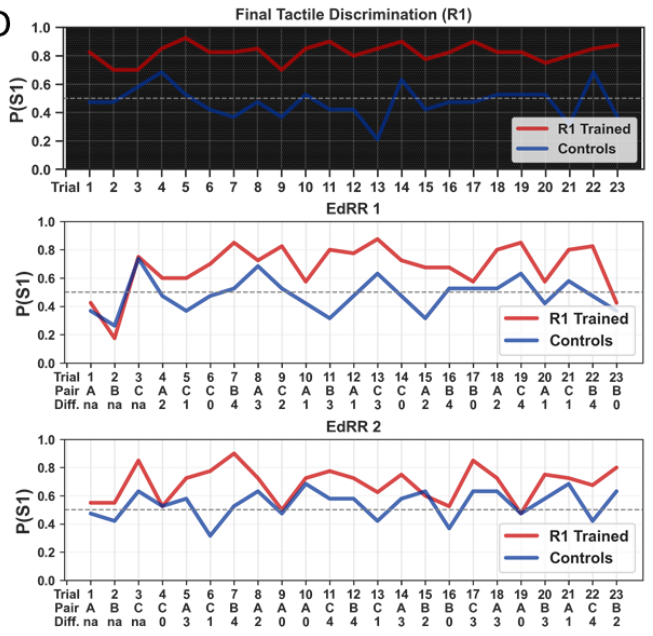 D
Final Tactile Discrimination (R1)
P(S1)
1.0
0.8
0.6
0.4
0.2
0.0
R1 Trained
Controls
Trial 1 2 3 4 5 6 7 8 9 10 11 12 13 14 15 16 17 18 19 20 21 22 23
EdRR 1
P(S1)
1.0
0.8
0.6
0.4
0.2
0.0
R1 Trained
Controls
Trial 1 2 3 4 5 6 7 8 9 10 11 12 13 14 15 16 17 18 19 20 21 22 23
Pair A B C A C C B A C A B A C C A B B A C A C B B
Diff. na na na 2 1 0 4 3 2 1 3 1 3 0 2 4 0 2 4 1 1 4 0
EdRR 2
P(S1)
1.0
0.8
0.6
0.4
0.2
0.0
R1 Trained
Controls
Trial 1 2 3 4 5 6 7 8 9 10 11 12 13 14 15 16 17 18 19 20 21 22 23
Pair A B C C A C B A C A C B C A B B C A C B A C B
Diff. na na na 0 3 1 4 2 0 0 2 4 1 3 2 0 3 3 0 3 1 4 2